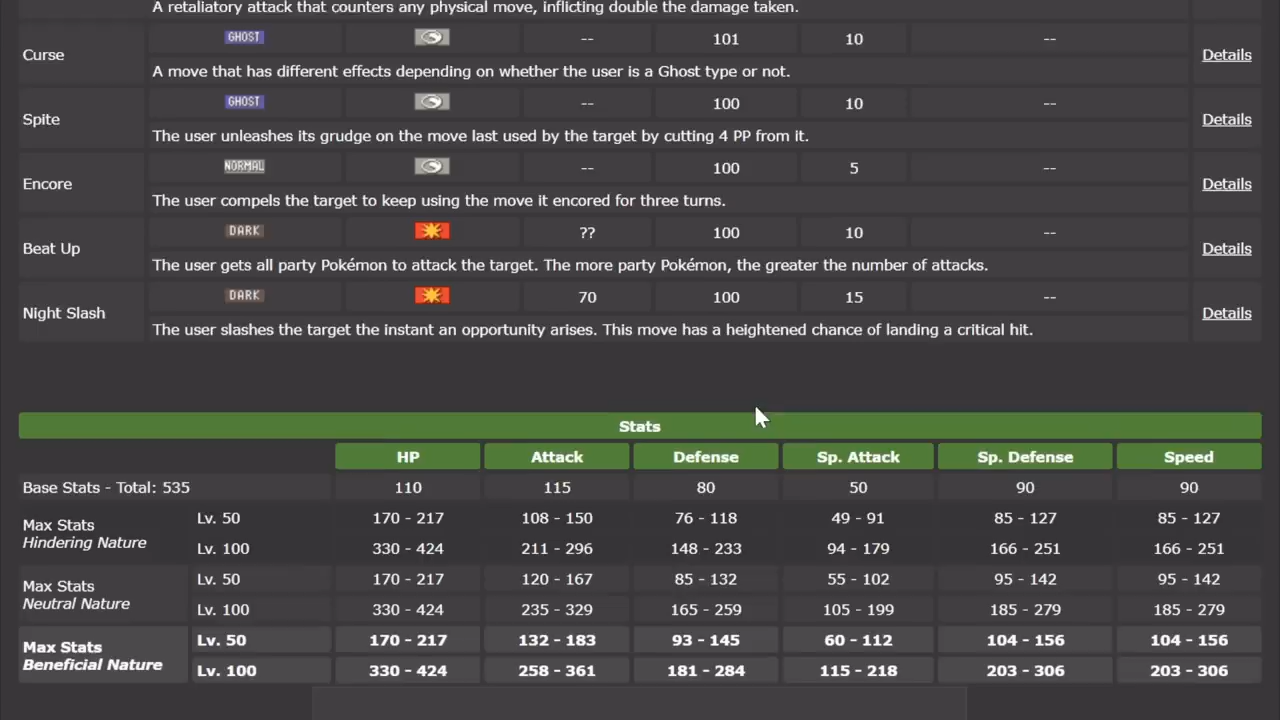 A retaliatory attack that counters any physical move, inflicting double the damage taken.
Curse GHOST -- 101 10 -- Details
A move that has different effects depending on whether the user is a Ghost type or not.
Spite GHOST -- 100 10 -- Details
The user unleashes its grudge on the move last used by the target by cutting 4 PP from it.
Encore NORMAL -- 100 5 -- Details
The user compels the target to keep using the move it encored for three turns.
Beat Up DARK ?? 100 10 -- Details
The user gets all party Pokémon to attack the target. The more party Pokémon, the greater the number of attacks.
Night Slash DARK 70 100 15 -- Details
The user slashes the target the instant an opportunity arises. This move has a heightened chance of landing a critical hit.
Stats
HP Attack Defense Sp. Attack Sp. Defense Speed
Base Stats - Total: 535 110 115 80 50 90 90
Max Stats
Hindering Nature
Lv. 50 170 - 217 108 - 150 76 - 118 49 - 91 85 - 127 85 - 127
Lv. 100 330 - 424 211 - 296 148 - 233 94 - 179 166 - 251 166 - 251
Max Stats
Neutral Nature
Lv. 50 170 - 217 120 - 167 85 - 132 55 - 102 95 - 142 95 - 142
Lv. 100 330 - 424 235 - 329 165 - 259 105 - 199 185 - 279 185 - 279
Max Stats
Beneficial Nature
Lv. 50 170 - 217 132 - 183 93 - 145 60 - 112 104 - 156 104 - 156
Lv. 100 330 - 424 258 - 361 181 - 284 115 - 218 203 - 306 203 - 306